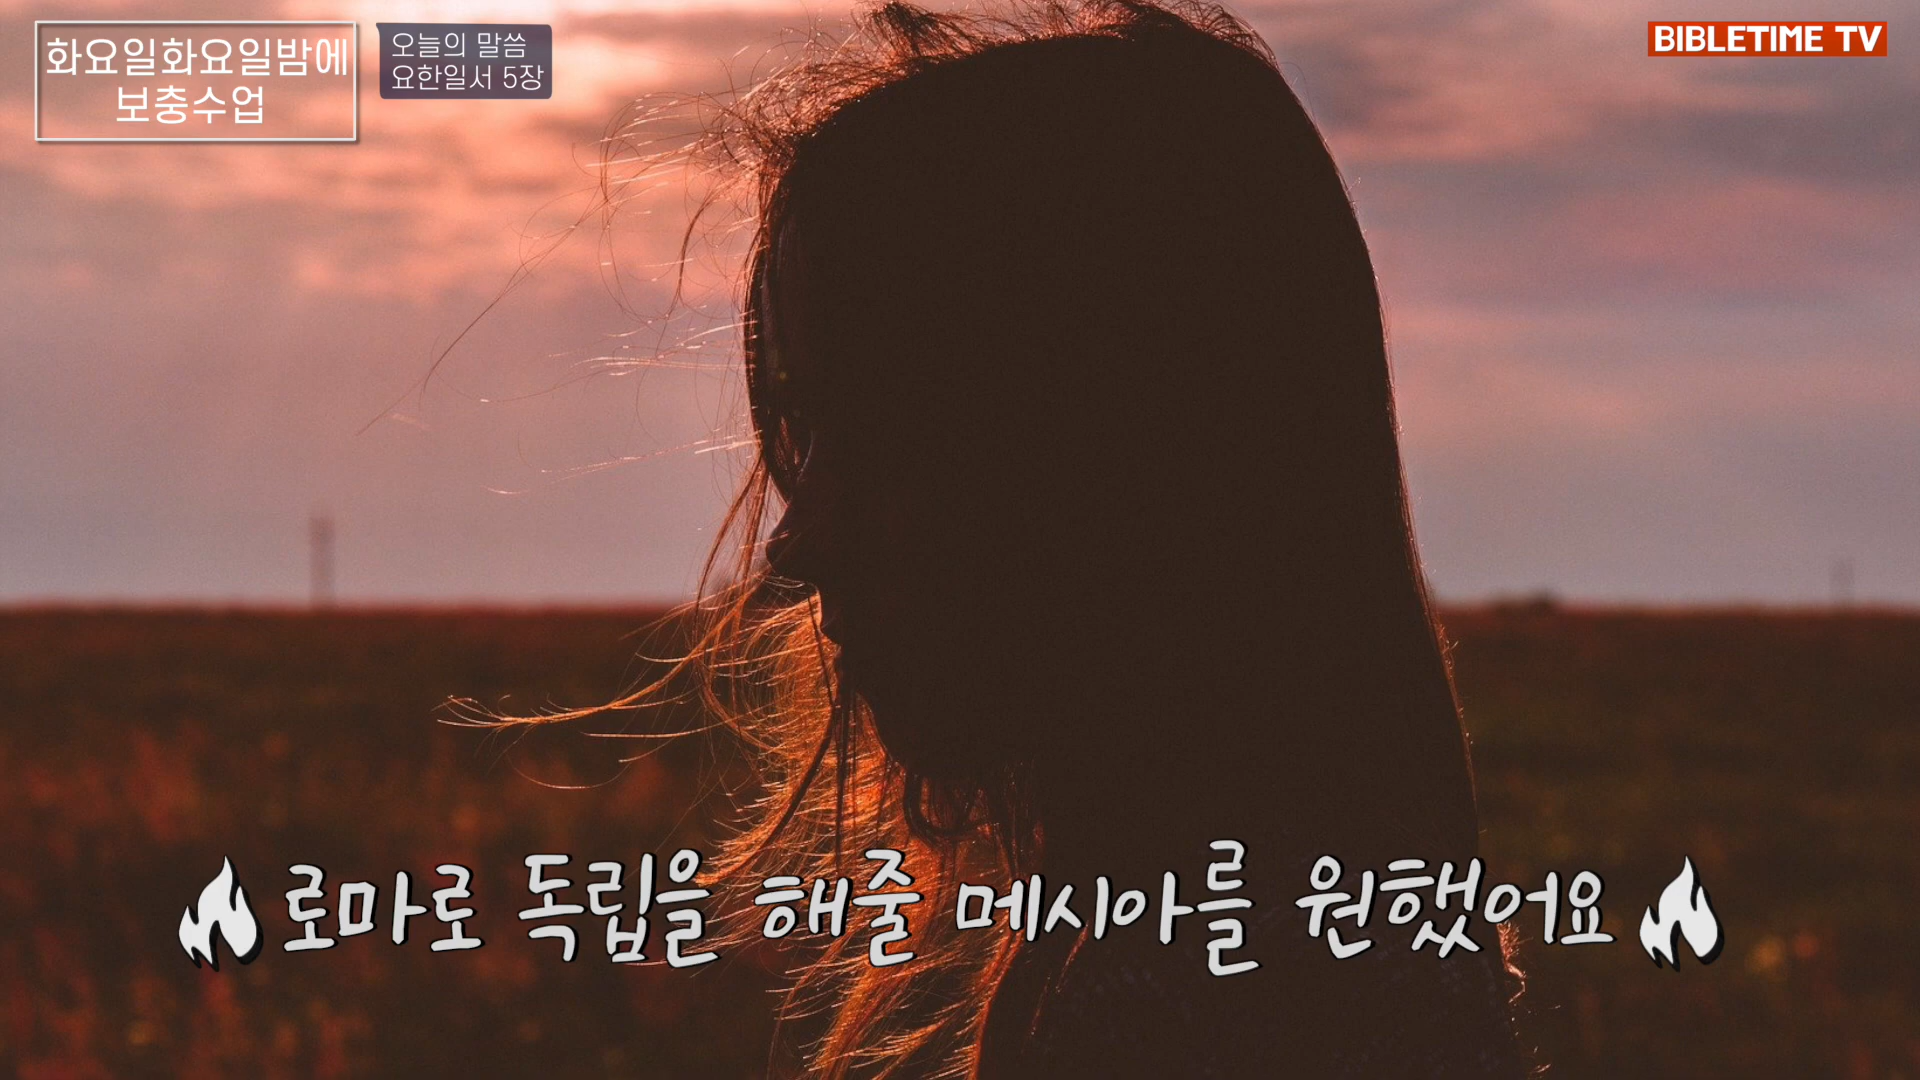 화요일화요일밤에
보충수업
오늘의 말씀
요한일서 5장
BIBLETIME TV
로마로 독립을 해줄 메시아를 원했어요